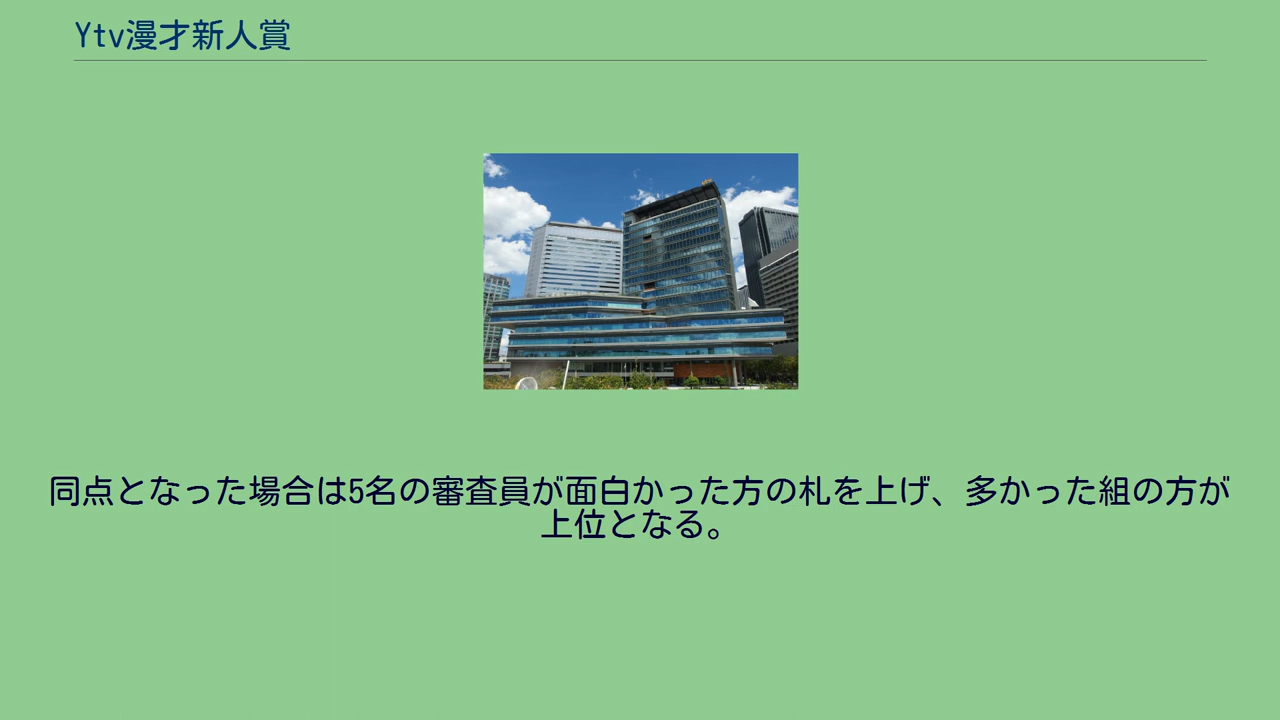 Ytv漫才新人賞
同点となった場合は5名の審査員が面白かった方の札を上げ、多かった組の方が
上位となる。